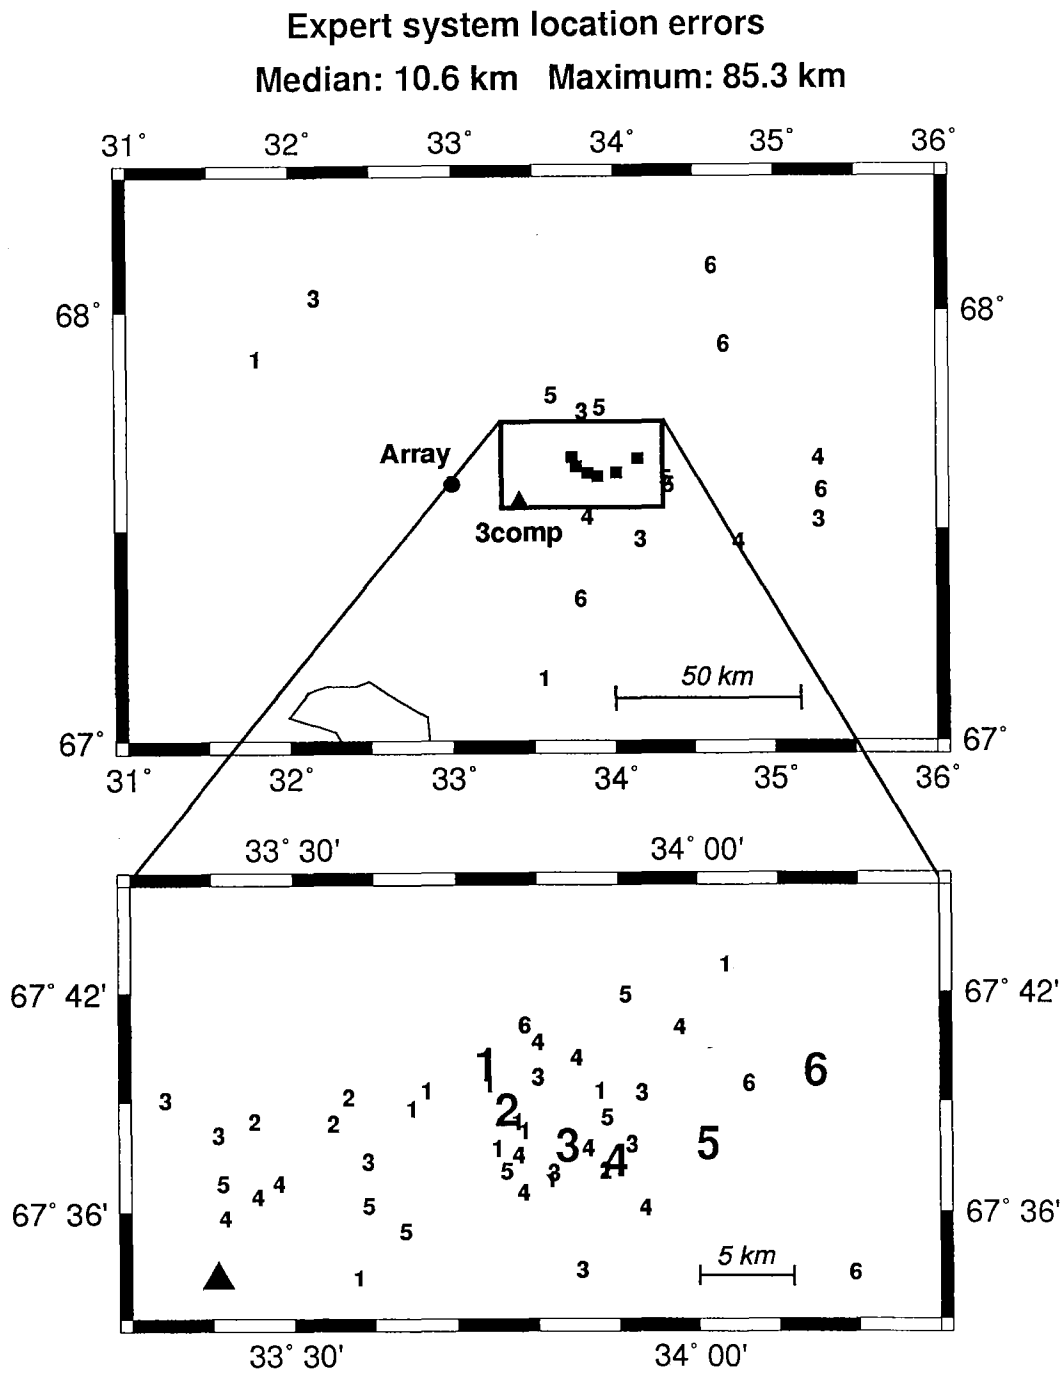 Expert system location errors
Median: 10.6 km Maximum: 85.3 km
31° 32° 33° 34° 35° 36°
6
3
68° 68°
6
1
5
3 5
Array 4
6
5
4 3
3comp 3 4
6
1 50 km
67° 67°
31° 32° 33° 34° 35° 36°
33° 30' 34° 00'
1
67° 42' 5 67° 42'
6 4
4
4
1 6
3 6
3 2 1 1 3
1 2
2 2 5
3 1
3 5
1 4 3 4 3
3 4
5 3 2
5 4 4
4
5 4
67° 36' 4 67° 36'
5
5 km
1 3 6
33° 30' 34° 00'